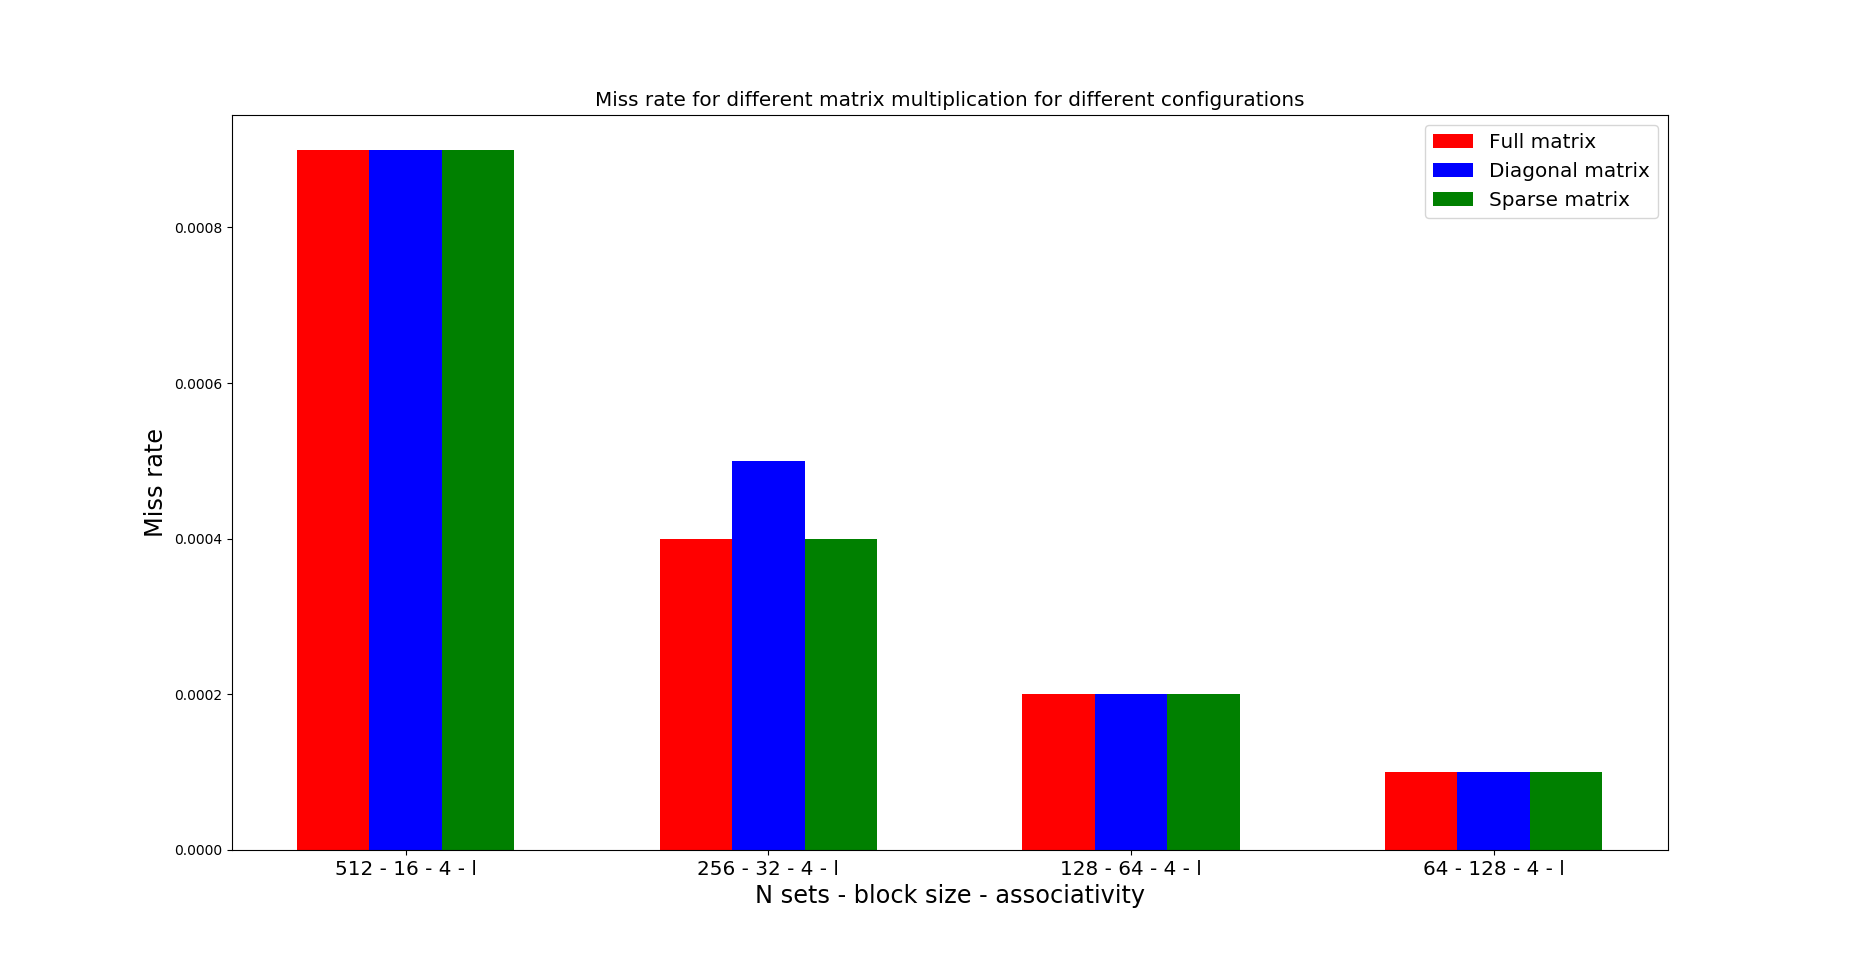 Miss rate for different matrix multiplication for different configurations
Full matrix
Diagonal matrix
Sparse matrix
Miss rate
0.0008
0.0006
0.0004
0.0002
0.0000
512 - 16 - 4 - l
256 - 32 - 4 - l
128 - 64 - 4 - l
64 - 128 - 4 - l
N sets - block size - associativity